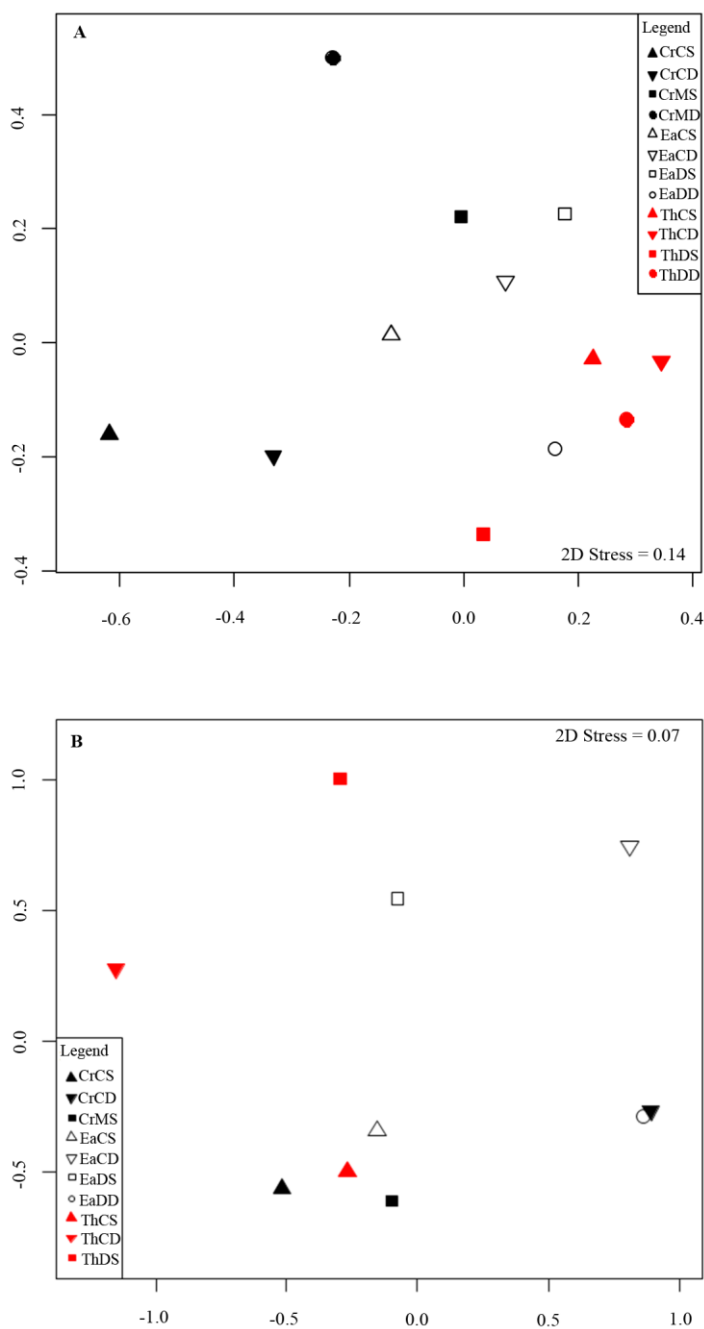 A
Legend
CrCS
CrCD
CrMS
CrMD
EaCS
EaCD
EaDS
EaDD
ThCS
ThCD
ThDS
ThDD
0.4
0.2
0.0
-0.2
-0.4
2D Stress = 0.14
-0.6 -0.4 -0.2 0.0 0.2 0.4
B
2D Stress = 0.07
1.0
0.5
0.0
-0.5
Legend
CrCS
CrCD
CrMS
EaCS
EaCD
EaDS
EaDD
ThCS
ThCD
ThDS
-1.0 -0.5 0.0 0.5 1.0